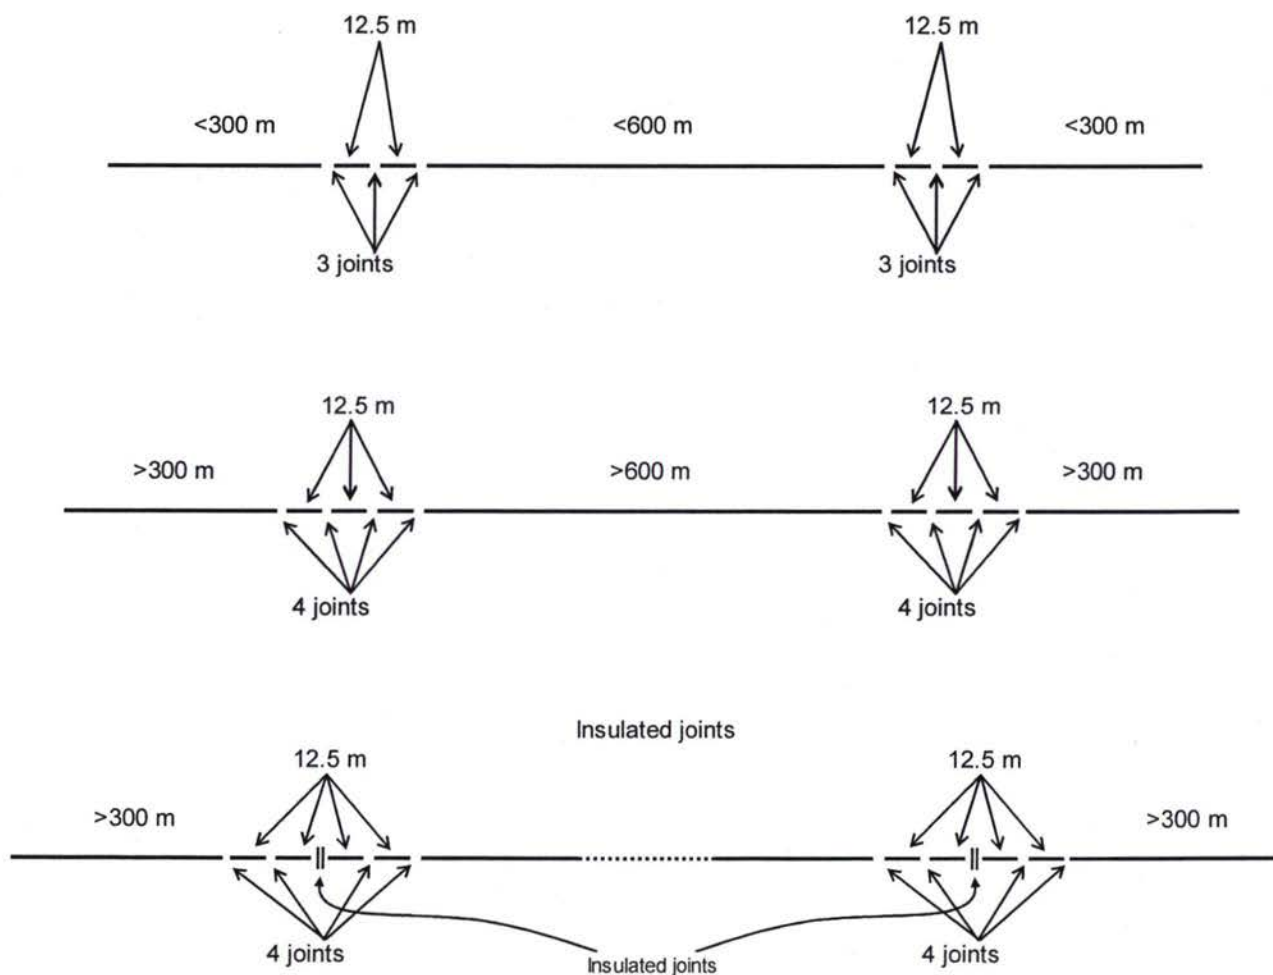 12.5 m 12.5 m
<300 m <600 m <300 m
3 joints 3 joints
12.5 m 12.5 m
>300 m >600 m >300 m
4 joints 4 joints
Insulated joints
12.5 m 12.5 m
>300 m >300 m
4 joints Insulated joints 4 joints